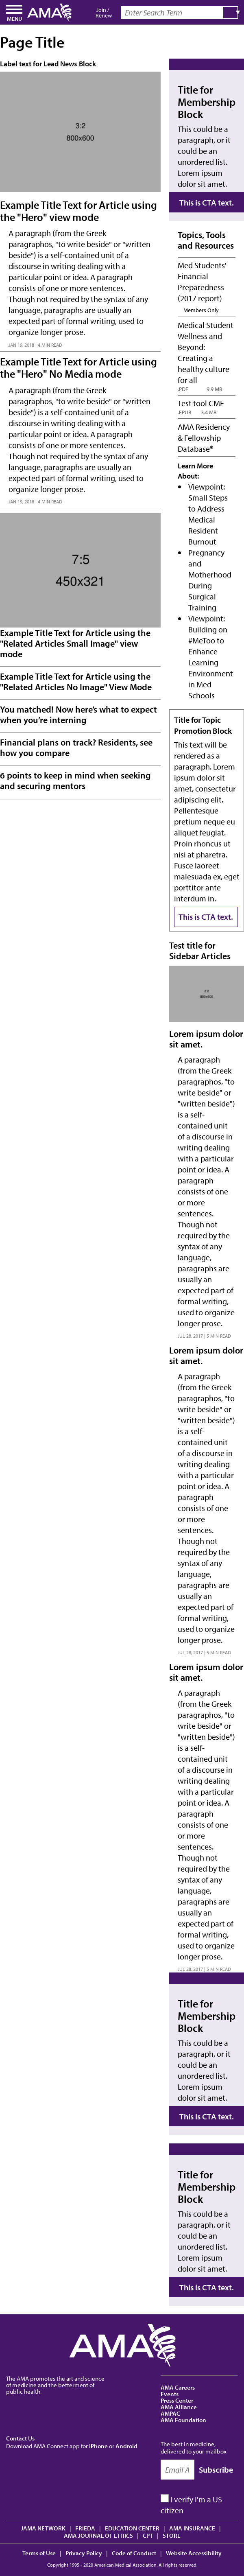 MENU
AMA
Join /
Renew
Enter Search Term
Page Title
Label text for Lead News Block
3:2
800x600
Example Title Text for Article using
the "Hero" view mode
A paragraph (from the Greek
paragraphos, "to write beside" or "written
beside") is a self-contained unit of a
discourse in writing dealing with a
particular point or idea. A paragraph
consists of one or more sentences.
Though not required by the syntax of any
language, paragraphs are usually an
expected part of formal writing, used to
organize longer prose.
JAN 19, 2018 | 4 MIN READ
Example Title Text for Article using
the "Hero" No Media mode
A paragraph (from the Greek
paragraphos, "to write beside" or "written
beside") is a self-contained unit of a
discourse in writing dealing with a
particular point or idea. A paragraph
consists of one or more sentences.
Though not required by the syntax of any
language, paragraphs are usually an
expected part of formal writing, used to
organize longer prose.
JAN 19, 2018 | 4 MIN READ
7:5
450x321
Example Title Text for Article using the
"Related Articles Small Image" view
mode
Example Title Text for Article using the
"Related Articles No Image" View Mode
You matched! Now here's what to expect
when you're interning
Financial plans on track? Residents, see
how you compare
6 points to keep in mind when seeking
and securing mentors
Title for
Membership
Block
This could be a
paragraph, or it
could be an
unordered list.
Lorem ipsum
dolor sit amet.
This is CTA text.
Topics, Tools
and Resources
Med Students'
Financial
Preparedness
(2017 report)
Members Only
Medical Student
Wellness and
Beyond:
Creating a
healthy culture
for all
.PDF 9.9 MB
Test tool CME
.EPUB 3.4 MB
AMA Residency
& Fellowship
Database®
Learn More
About:
Viewpoint:
Small Steps
to Address
Medical
Resident
Burnout
Pregnancy
and
Motherhood
During
Surgical
Training
Viewpoint:
Building on
#MeToo to
Enhance
Learning
Environment
in Med
Schools
Title for Topic
Promotion Block
This text will be
rendered as a
paragraph. Lorem
ipsum dolor sit
amet, consectetur
adipiscing elit.
Pellentesque
pretium neque eu
aliquet feugiat.
Proin rhoncus ut
nisi at pharetra.
Fusce laoreet
malesuada ex, eget
porttitor ante
interdum in.
This is CTA text.
Test title for
Sidebar Articles
3:2
800x600
Lorem ipsum dolor
sit amet.
A paragraph
(from the Greek
paragraphos, "to
write beside" or
"written beside")
is a self-
contained unit
of a discourse in
writing dealing
with a particular
point or idea. A
paragraph
consists of one
or more
sentences.
Though not
required by the
syntax of any
language,
paragraphs are
usually an
expected part of
formal writing,
used to organize
longer prose.
JUL 28, 2017 | 5 MIN READ
Lorem ipsum dolor
sit amet.
A paragraph
(from the Greek
paragraphos, "to
write beside" or
"written beside")
is a self-
contained unit
of a discourse in
writing dealing
with a particular
point or idea. A
paragraph
consists of one
or more
sentences.
Though not
required by the
syntax of any
language,
paragraphs are
usually an
expected part of
formal writing,
used to organize
longer prose.
JUL 28, 2017 | 5 MIN READ
Lorem ipsum dolor
sit amet.
A paragraph
(from the Greek
paragraphos, "to
write beside" or
"written beside")
is a self-
contained unit
of a discourse in
writing dealing
with a particular
point or idea. A
paragraph
consists of one
or more
sentences.
Though not
required by the
syntax of any
language,
paragraphs are
usually an
expected part of
formal writing,
used to organize
longer prose.
JUL 28, 2017 | 5 MIN READ
Title for
Membership
Block
This could be a
paragraph, or it
could be an
unordered list.
Lorem ipsum
dolor sit amet.
This is CTA text.
Title for
Membership
Block
This could be a
paragraph, or it
could be an
unordered list.
Lorem ipsum
dolor sit amet.
This is CTA text.
AMA
The AMA promotes the art and science
of medicine and the betterment of
public health.
Contact Us
Download AMA Connect app for iPhone or Android
AMA Careers
Events
Press Center
AMA Alliance
AMPAC
AMA Foundation
The best in medicine,
delivered to your mailbox
Email A
Subscribe
I verify I'm a US
citizen
JAMA NETWORK | FREIDA | EDUCATION CENTER | AMA INSURANCE |
AMA JOURNAL OF ETHICS | CPT | STORE
Terms of Use | Privacy Policy | Code of Conduct | Website Accessibility
Copyright 1995 - 2020 American Medical Association. All rights reserved.